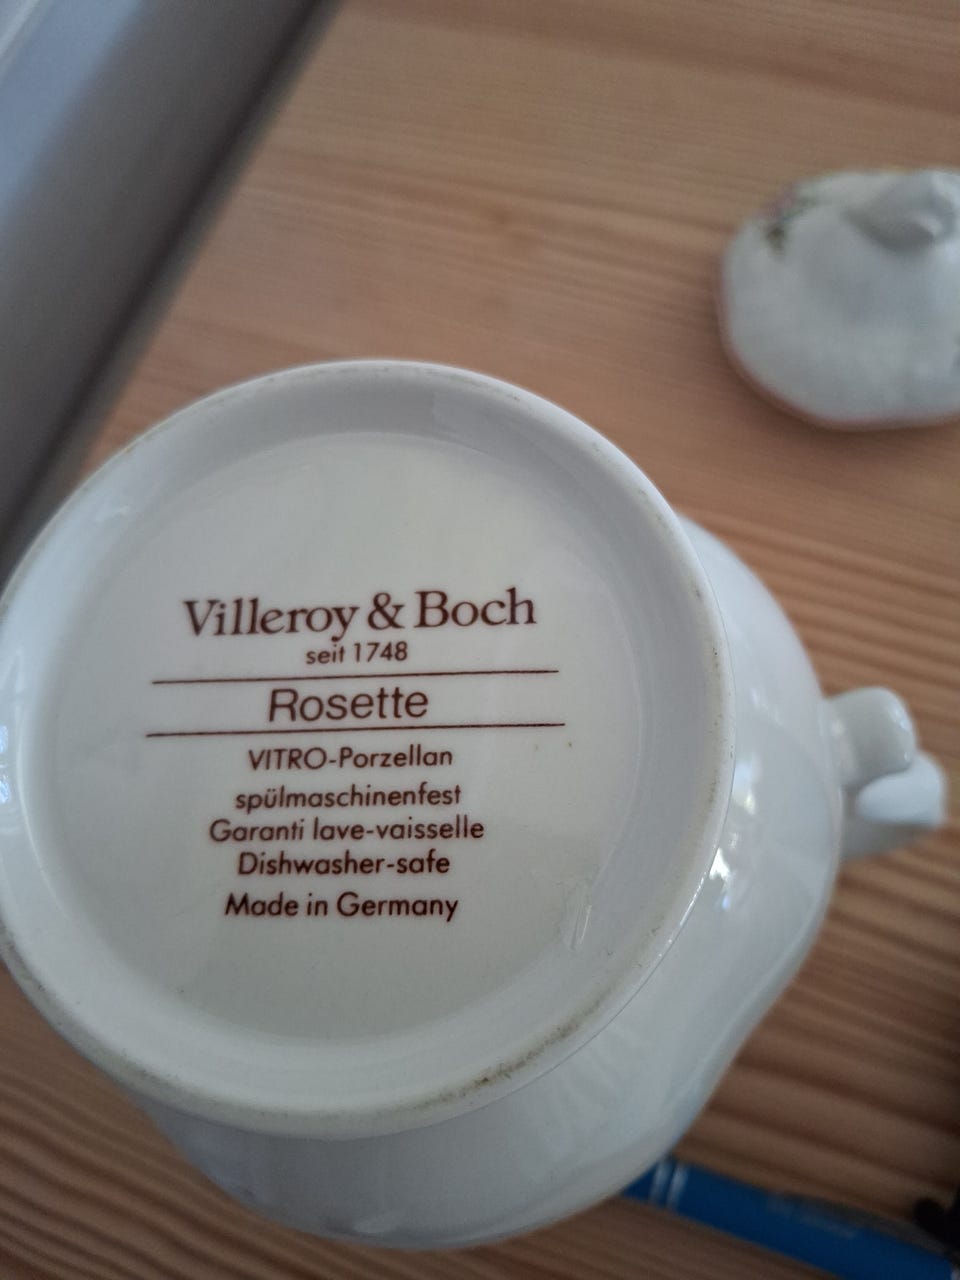 Villeroy & Boch
seit 1748
Rosette
VITRO-Porzellan
spülmaschinenfest
Garanti lave-vaisselle
Dishwasher-safe
Made in Germany